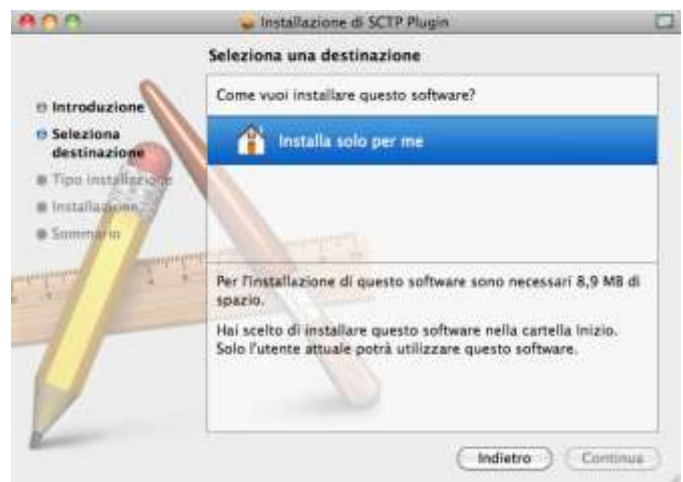 Installazione di SCTP Plugin
Seleziona una destinazione
Introduzione
Seleziona
destinazione
Tipo installazione
Installazione
Sommario
Come vuoi installare questo software?
Installa solo per me
Per l'installazione di questo software sono necessari 8,9 MB di
spazio.
Hai scelto di installare questo software nella cartella Inizio.
Solo l'utente attuale potrà utilizzare questo software.
Indietro
Continua